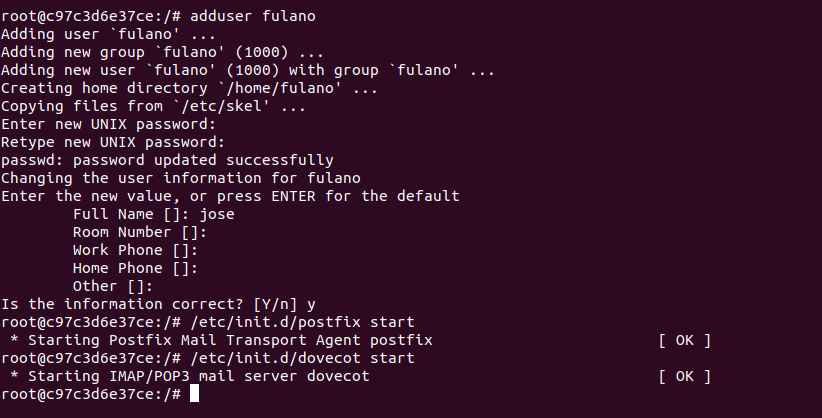 root@c97c3d6e37ce:/# adduser fulano
Adding user `fulano' ...
Adding new group `fulano' (1000) ...
Adding new user `fulano' (1000) with group `fulano' ...
Creating home directory `/home/fulano' ...
Copying files from `/etc/skel' ...
Enter new UNIX password:
Retype new UNIX password:
passwd: password updated successfully
Changing the user information for fulano
Enter the new value, or press ENTER for the default
        Full Name []: jose
        Room Number []:
        Work Phone []:
        Home Phone []:
        Other []:
Is the information correct? [Y/n] y
root@c97c3d6e37ce:/# /etc/init.d/postfix start
 * Starting Postfix Mail Transport Agent postfix                         [ OK ]
root@c97c3d6e37ce:/# /etc/init.d/dovecot start
 * Starting IMAP/POP3 mail server dovecot                                [ OK ]
root@c97c3d6e37ce:/#